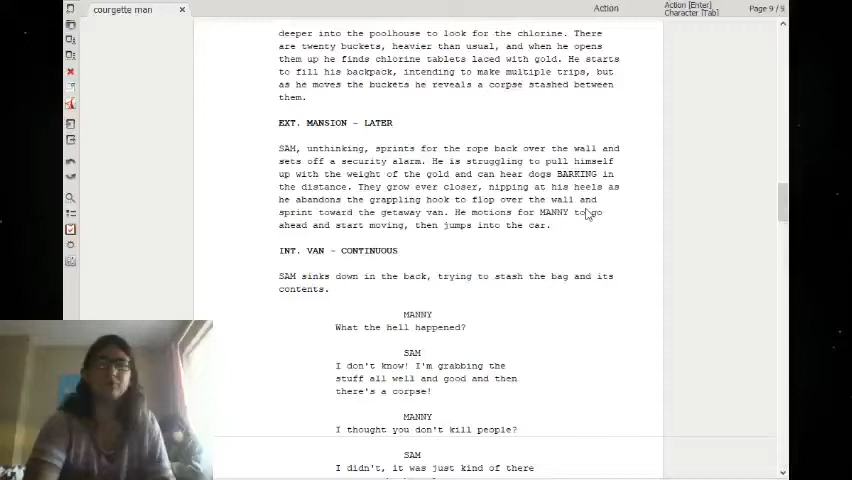 courgette man
Action
Action [Enter]
Character [Tab]
Page 9 / 9
deeper into the poolhouse to look for the chlorine. There
are twenty buckets, heavier than usual, and when he opens
them up he finds chlorine tablets laced with gold. He starts
to fill his backpack, intending to make multiple trips, but
as he moves the buckets he reveals a corpse stashed between
them.
EXT. MANSION - LATER
SAM, unthinking, sprints for the rope back over the wall and
sets off a security alarm. He is struggling to pull himself
up with the weight of the gold and can hear dogs BARKING in
the distance. They grow ever closer, nipping at his heels as
he abandons the grappling hook to flop over the wall and
sprint toward the getaway van. He motions for MANNY to go
ahead and start moving, then jumps into the car.
INT. VAN - CONTINUOUS
SAM sinks down in the back, trying to stash the bag and its
contents.
MANNY
What the hell happened?
SAM
I don't know! I'm grabbing the
stuff all well and good and then
there's a corpse!
MANNY
I thought you don't kill people?
SAM
I didn't, it was just kind of there